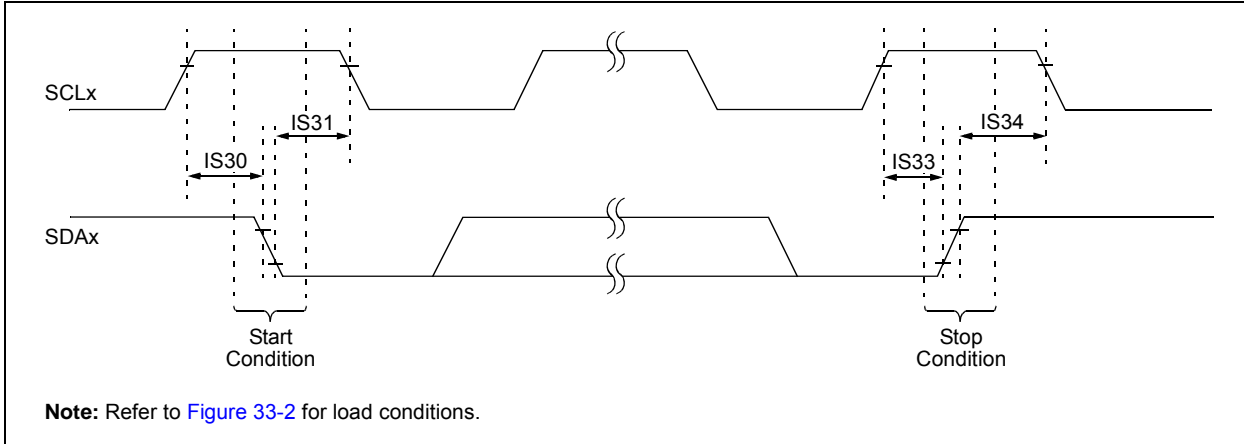 SCLx
IS31
IS34
IS30
IS33
SDAx
Start
Condition
Stop
Condition
Note: Refer to Figure 33-2 for load conditions.